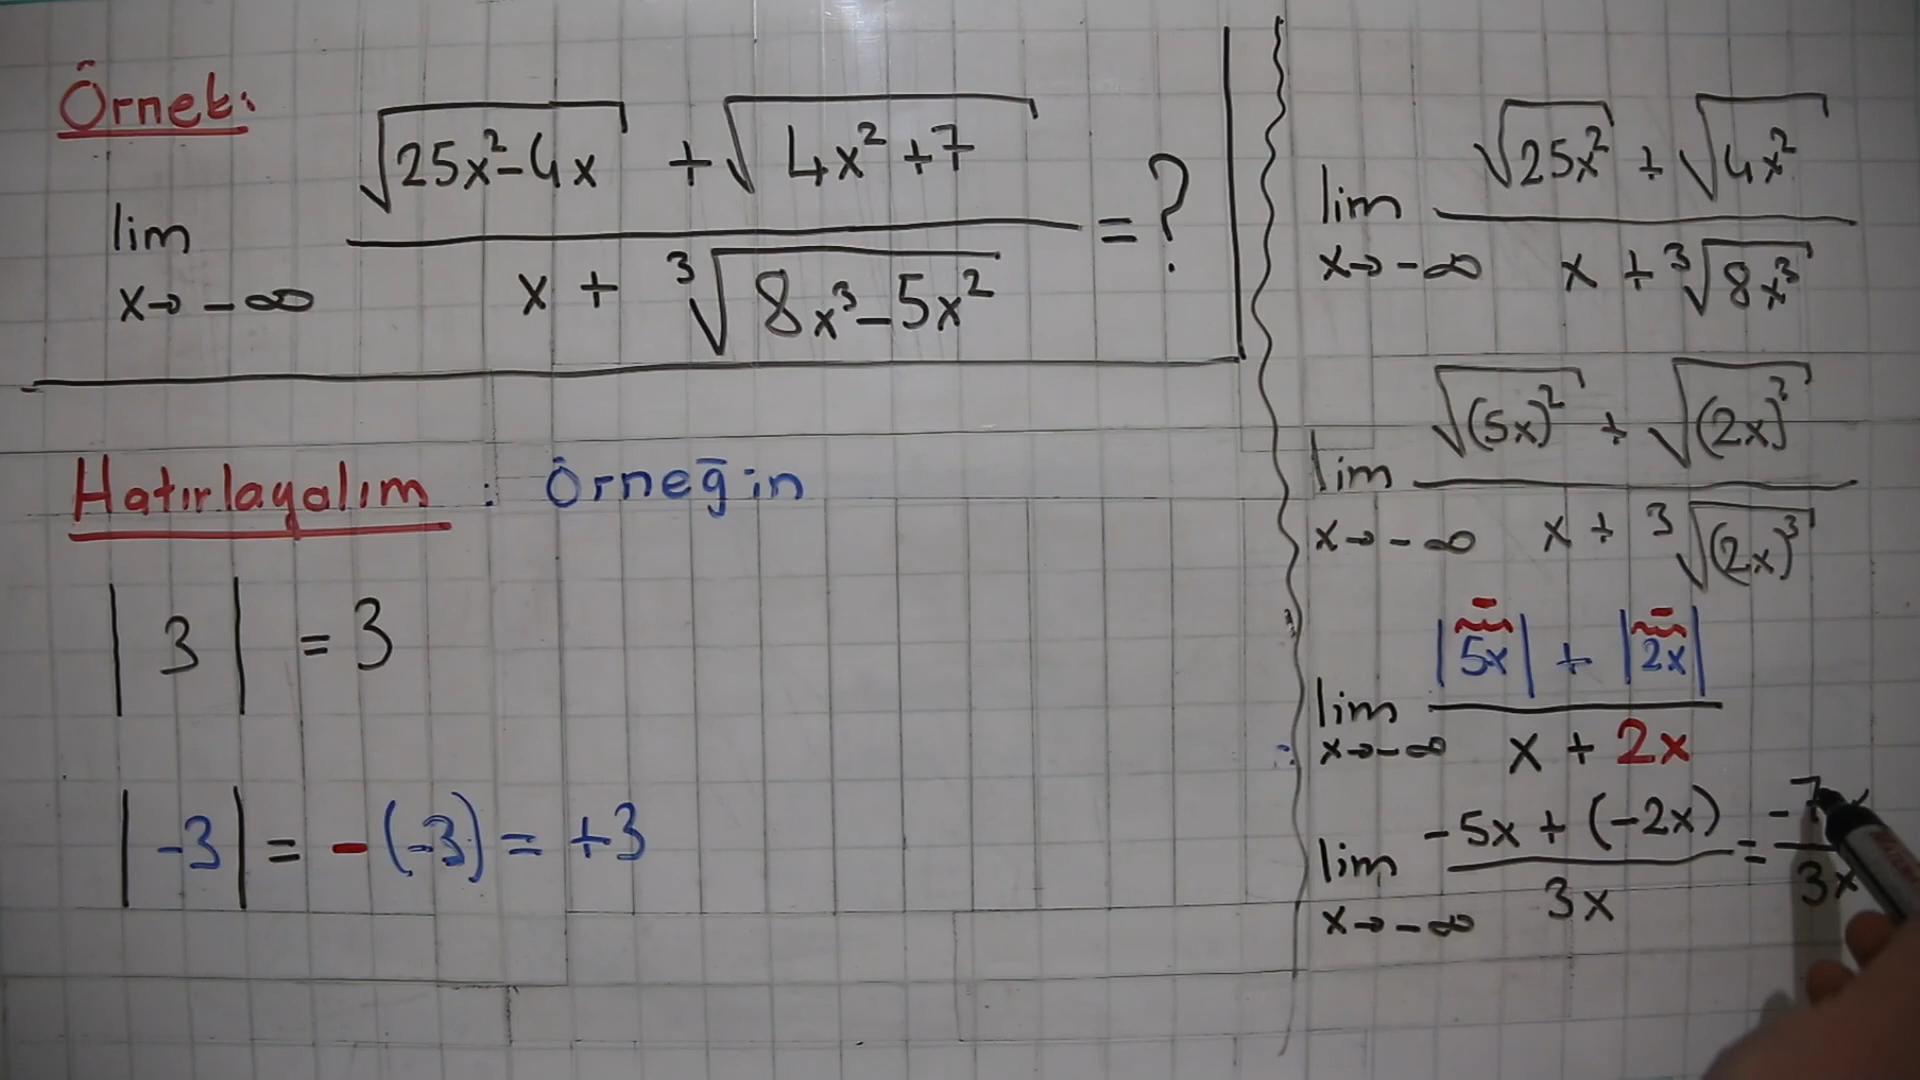 Örnek:
lim x→-∞ (√(25x²-4x) + √(4x²+7)) / (x + ³√(8x³-5x²)) = ?
Hatırlayalım : Örneğin
|3| = 3
|-3| = -(-3) = +3
lim x→-∞ (√(25x²) + √(4x²)) / (x + ³√(8x³))
lim x→-∞ (√((5x)²) + √((2x)²)) / (x + ³√((2x)³))
- -
lim x→-∞ (|5x| + |2x|) / (x + 2x)
lim x→-∞ (-5x + (-2x)) / 3x = -7x / 3x